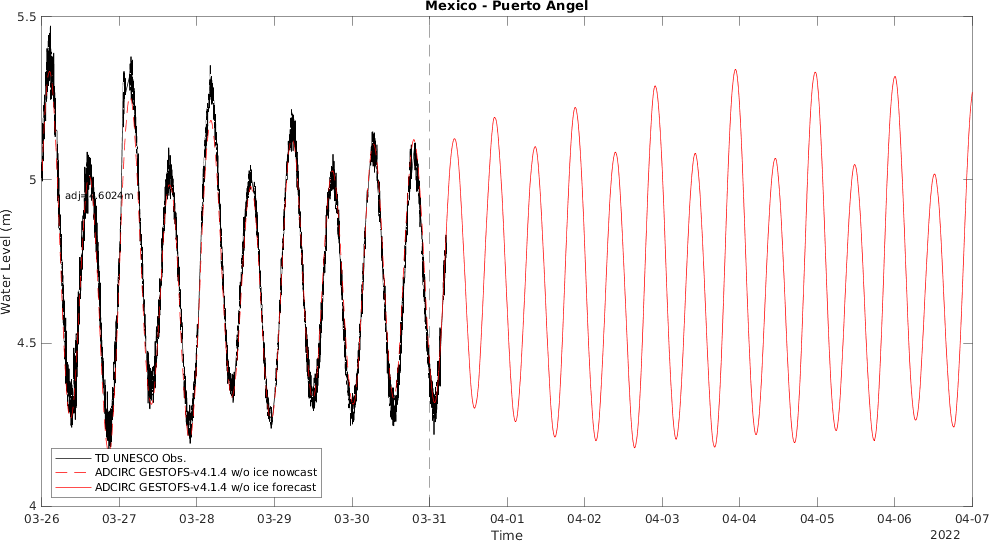 Mexico - Puerto Angel
5.5
5
4.5
4
Water Level (m)
TD UNESCO Obs.
ADCIRC GESTOFS-v4.1.4 w/o ice nowcast
ADCIRC GESTOFS-v4.1.4 w/o ice forecast
03-26 03-27 03-28 03-29 03-30 03-31 04-01 04-02 04-03 04-04 04-05 04-06 04-07
Time
2022